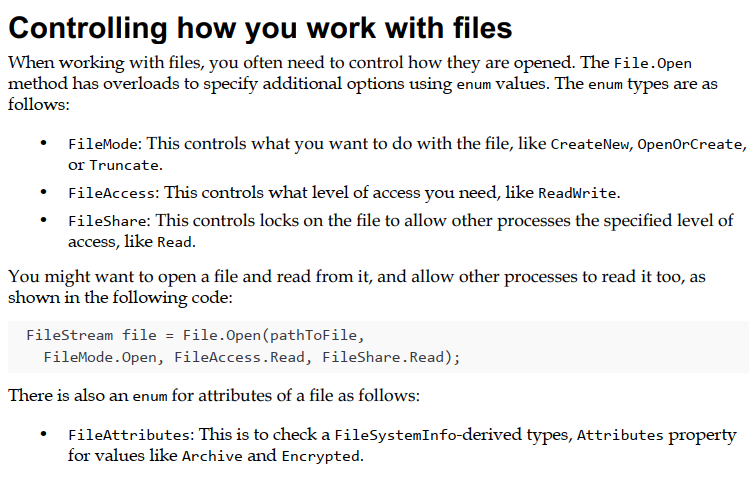 Controlling how you work with files
When working with files, you often need to control how they are opened. The File.Open
method has overloads to specify additional options using enum values. The enum types are as
follows:
• FileMode: This controls what you want to do with the file, like CreateNew, OpenOrCreate,
or Truncate.
• FileAccess: This controls what level of access you need, like ReadWrite.
• FileShare: This controls locks on the file to allow other processes the specified level of
access, like Read.
You might want to open a file and read from it, and allow other processes to read it too, as
shown in the following code:
FileStream file = File.Open(pathToFile,
FileMode.Open, FileAccess.Read, FileShare.Read);
There is also an enum for attributes of a file as follows:
• FileAttributes: This is to check a FileSystemInfo-derived types, Attributes property
for values like Archive and Encrypted.